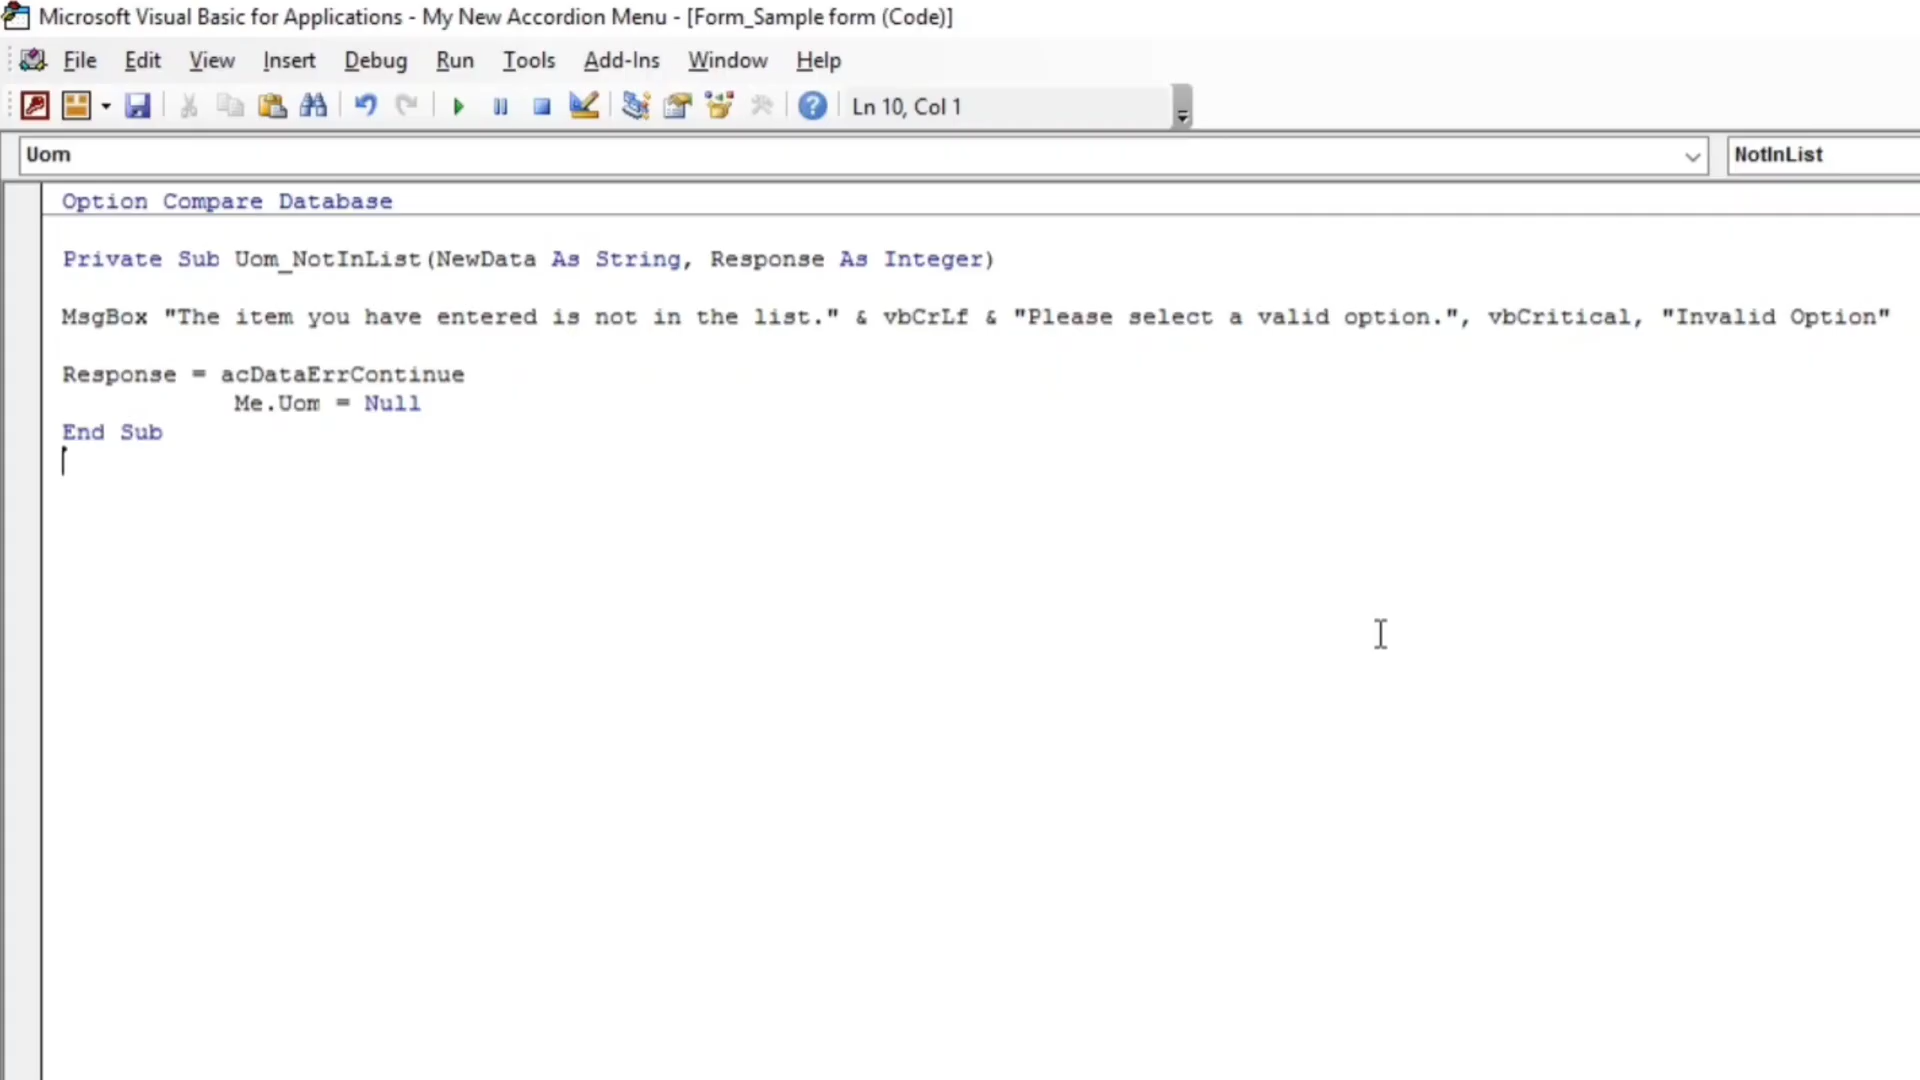 Microsoft Visual Basic for Applications - My New Accordion Menu - [Form_Sample form (Code)]
File Edit View Insert Debug Run Tools Add-Ins Window Help
Ln 10, Col 1
Uom NotInList
Option Compare Database
Private Sub Uom_NotInList(NewData As String, Response As Integer)
MsgBox "The item you have entered is not in the list." & vbCrLf & "Please select a valid option.", vbCritical, "Invalid Option"
Response = acDataErrContinue
Me.Uom = Null
End Sub